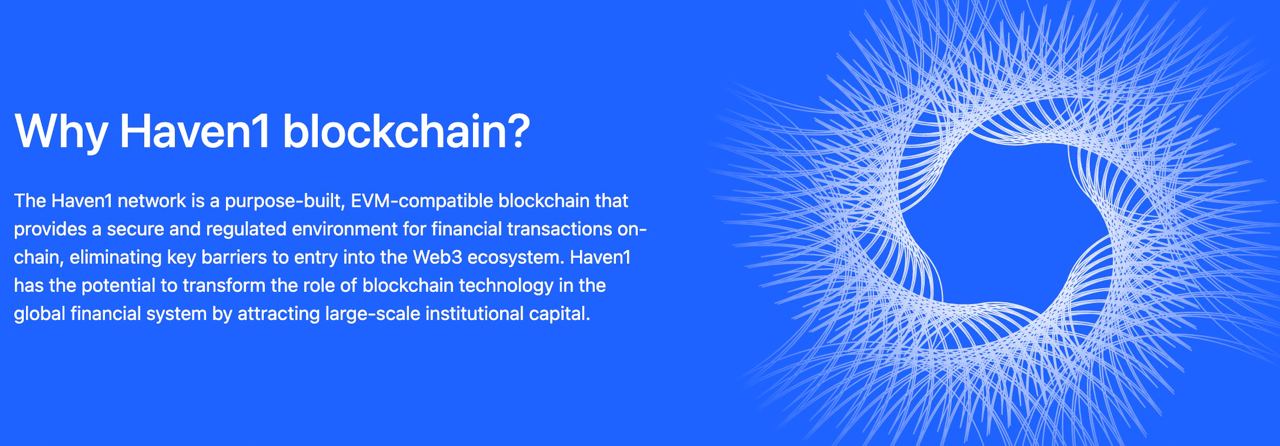 Why Haven1 blockchain?
The Haven1 network is a purpose-built, EVM-compatible blockchain that
provides a secure and regulated environment for financial transactions on-
chain, eliminating key barriers to entry into the Web3 ecosystem. Haven1
has the potential to transform the role of blockchain technology in the
global financial system by attracting large-scale institutional capital.